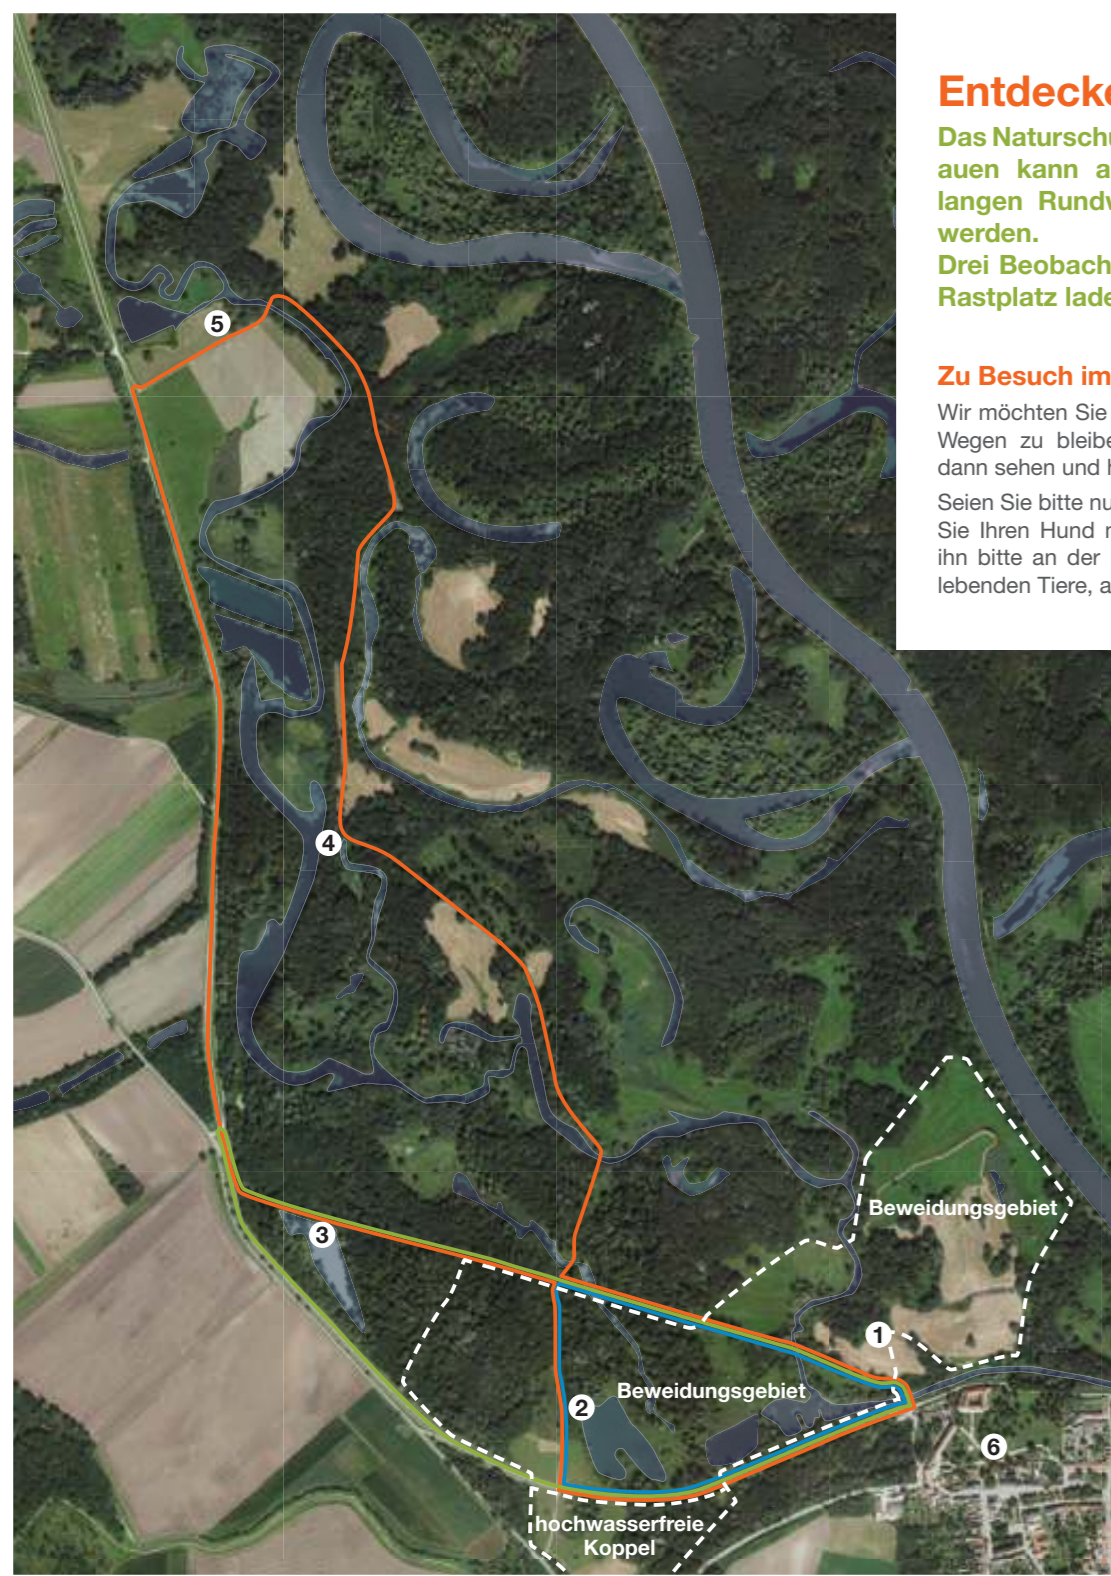 Entdecke
Das Naturschu
auen kann a
langen Rundw
werden.
Drei Beobach
Rastplatz lade
Zu Besuch im
Wir möchten Sie
Wegen zu bleibe
dann sehen und h
Seien Sie bitte nu
Sie Ihren Hund
ihn bitte an der
lebenden Tiere, a
5
4
3
Beweidungsgebiet
1
Beweidungsgebiet
2
6
hochwasserfreie
Koppel